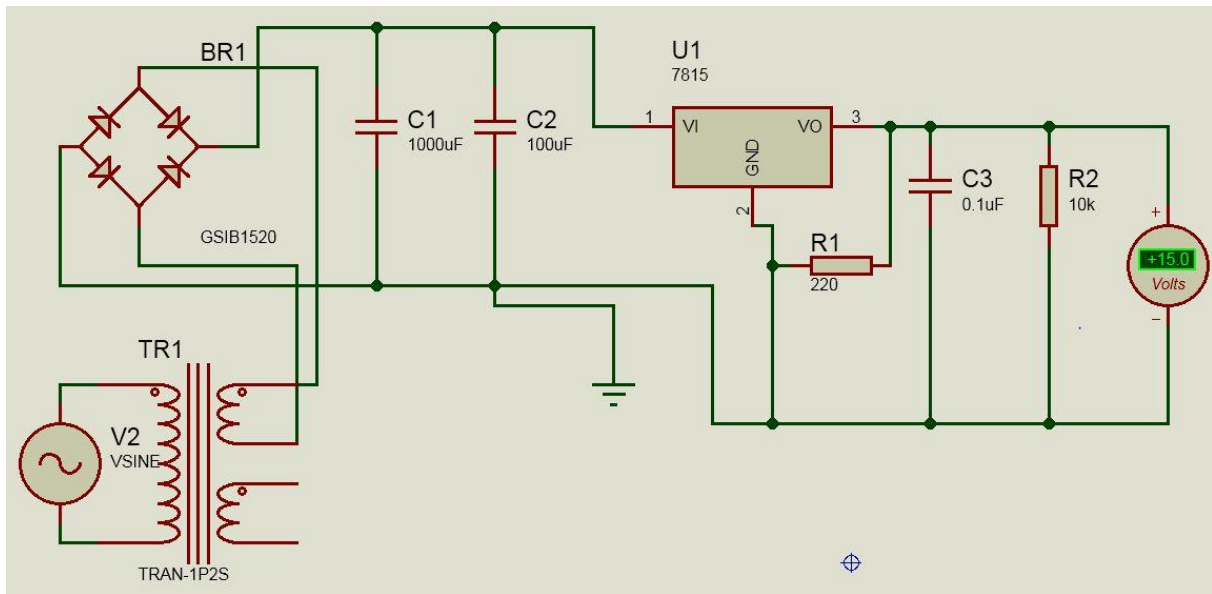 BR1
GSIB1520
C1
1000uF
C2
100uF
U1
7815
1
VI
VO
3
GND
2
R1
220
C3
0.1uF
R2
10k
+
+15.0
Volts
−
TR1
V2
VSINE
TRAN-1P2S